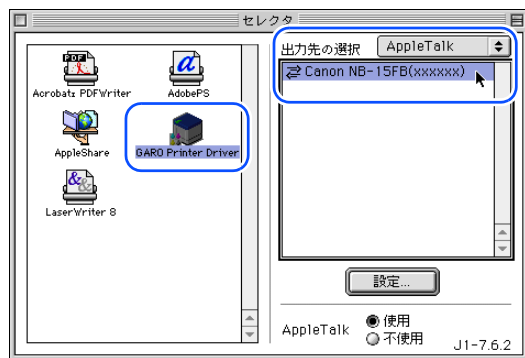 セレクタ
Acrobat™ PDFWriter
AdobePS
AppleShare
GARO Printer Driver
LaserWriter 8
出力先の選択 AppleTalk
Canon NB-15FB(xxxxxx)
設定...
AppleTalk
使用
不使用
J1-7.6.2